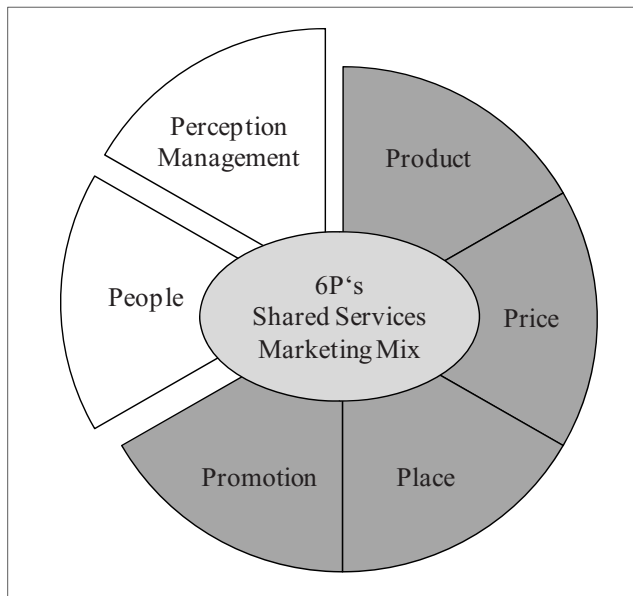 Perception
Management
Product
People
6P‘s
Shared Services
Marketing Mix
Price
Promotion
Place